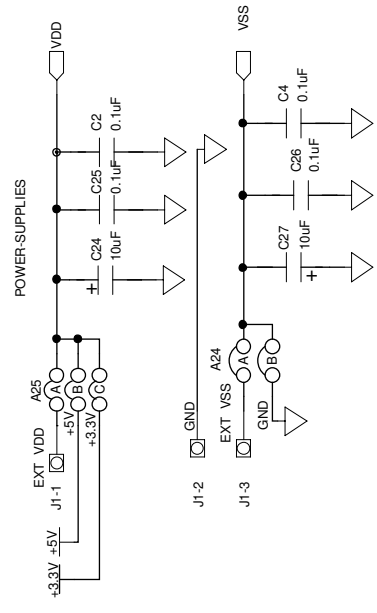 POWER-SUPPLIES
VDD
C2
0.1uF
C25
0.1uF
C24
10uF
+
A25
A
B
C
+5V
+3.3V
EXT VDD
J1-1
+5V
+3.3V
GND
J1-2
VSS
C4
0.1uF
C26
0.1uF
C27
10uF
+
A24
A
B
EXT VSS
GND
J1-3